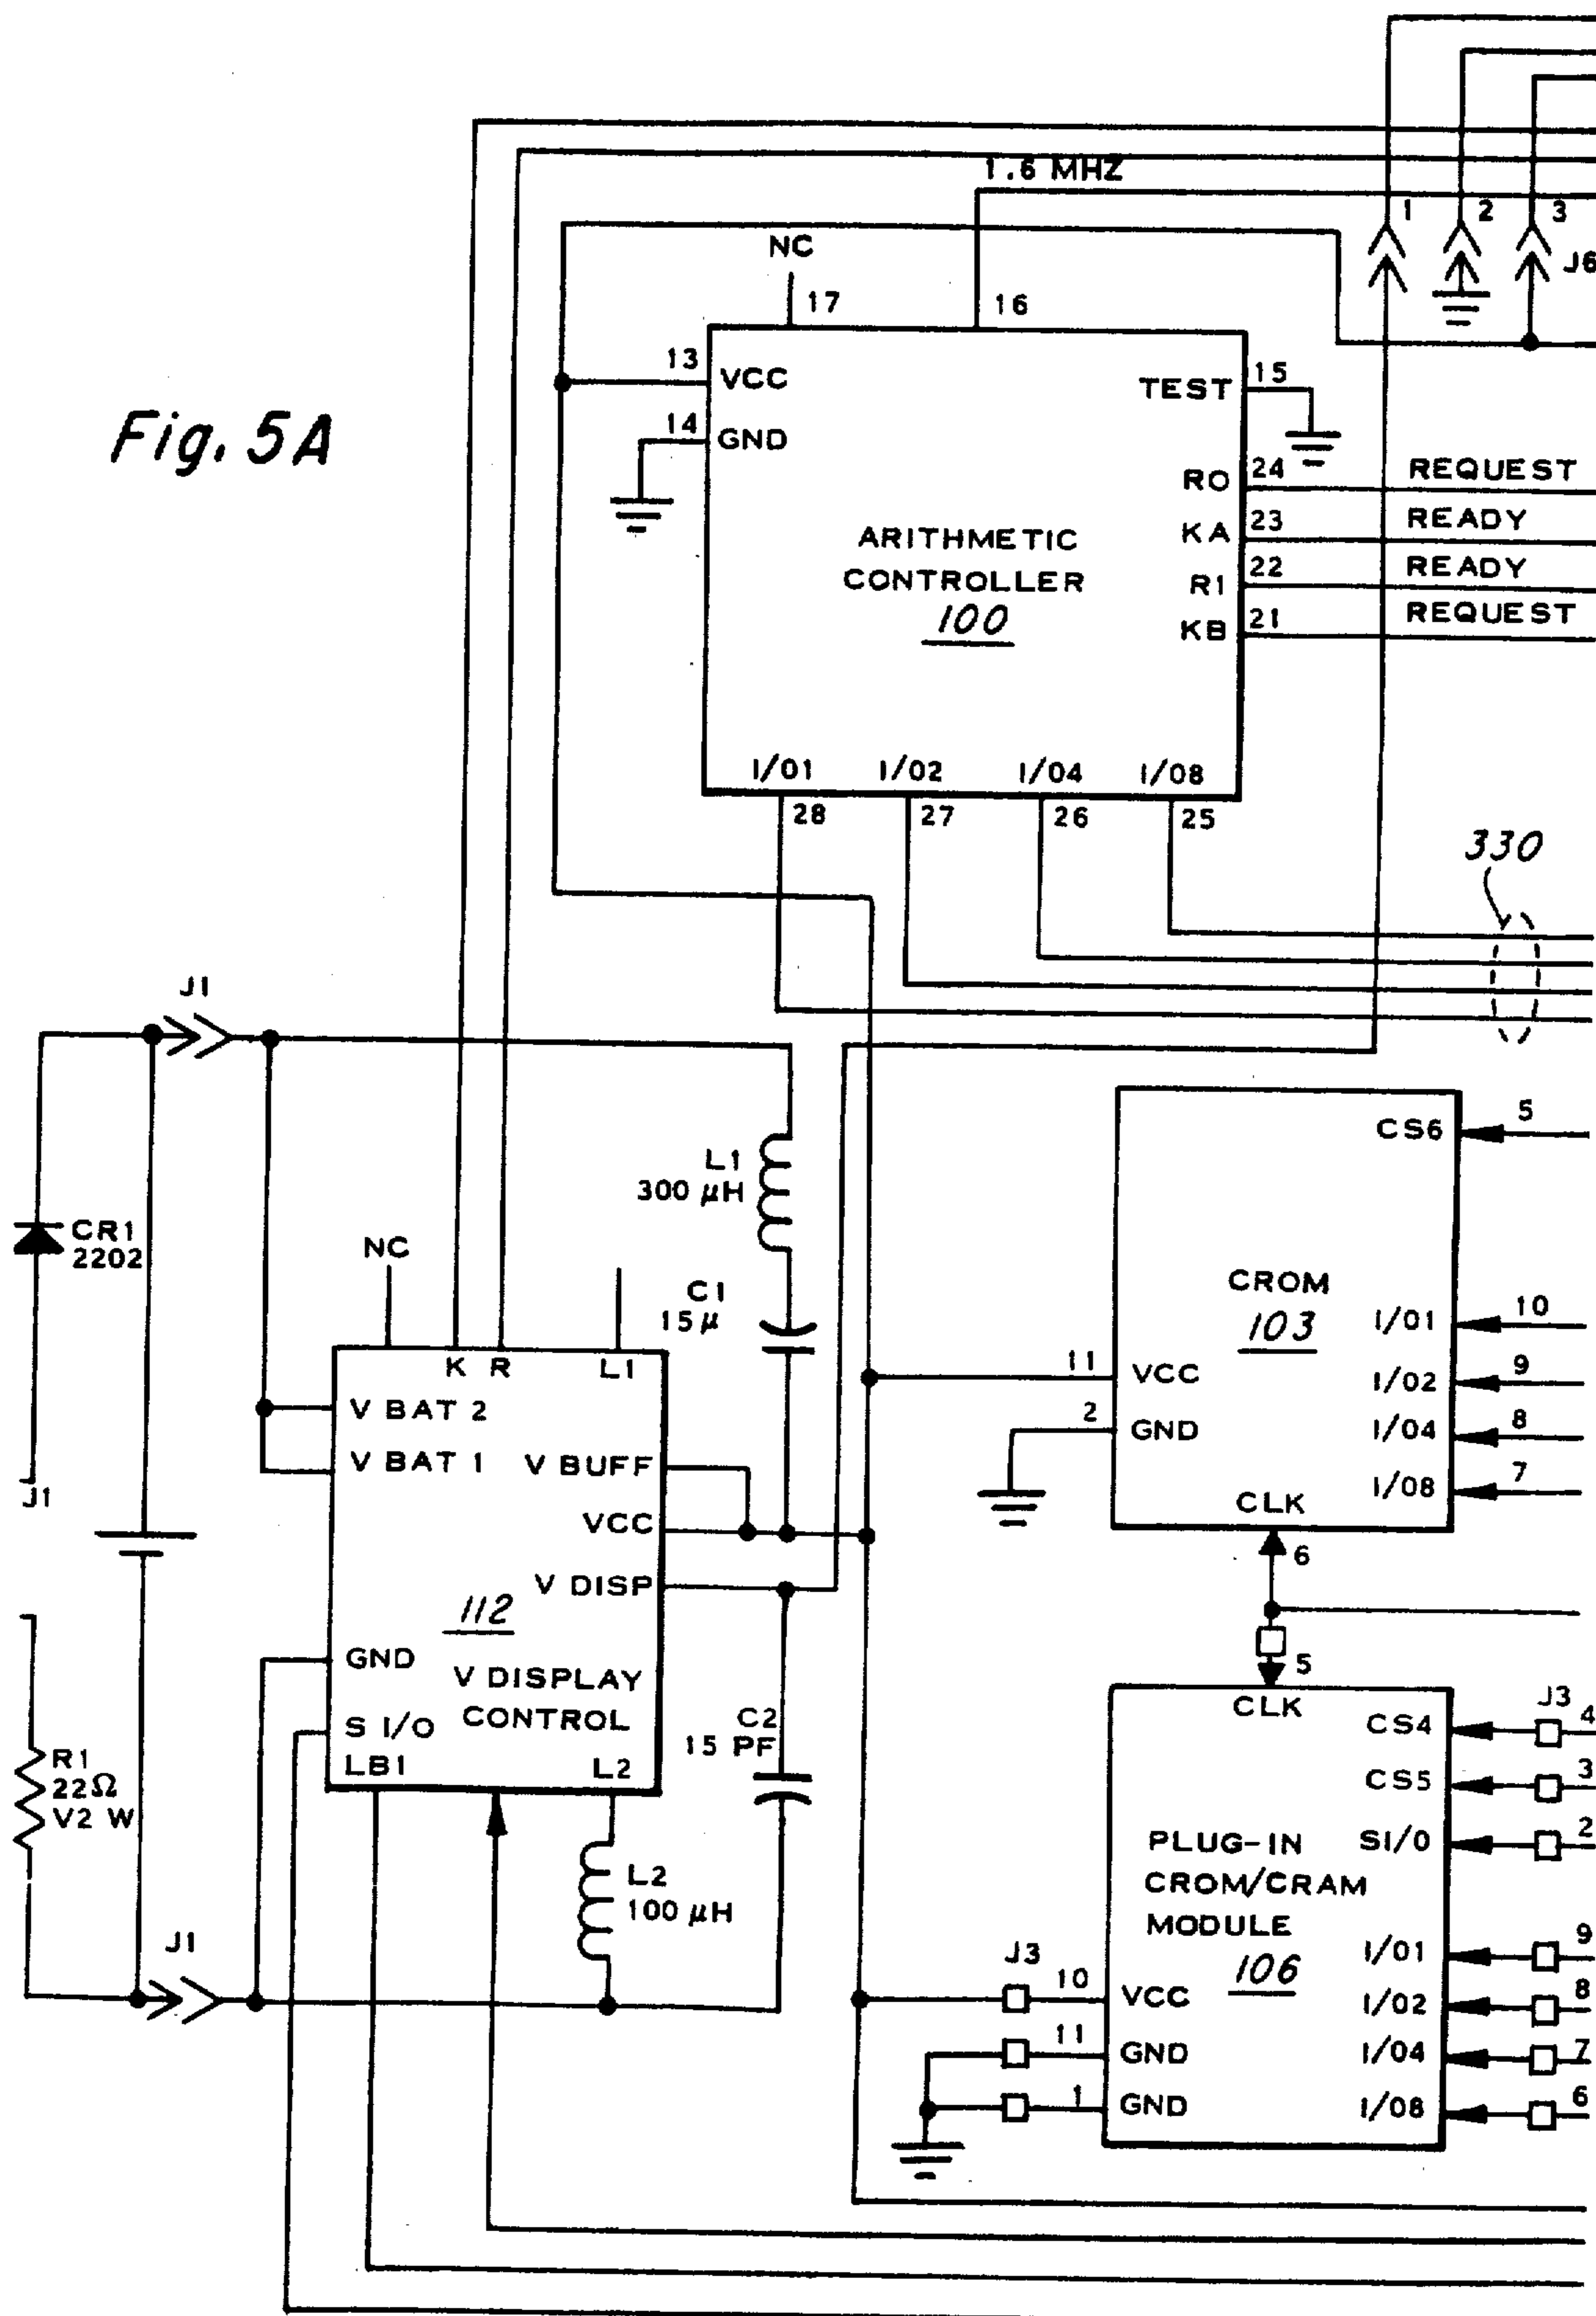 1.6 MHZ
1
2
3
J6
NC
17
16
Fig. 5A
13
VCC
TEST
15
14
GND
RO
24
REQUEST
KA
23
READY
R1
22
READY
KB
21
REQUEST
ARITHMETIC
CONTROLLER
100
I/01
I/02
I/04
I/08
28
27
26
25
330
J1
L1
300 µH
CR1
2202
NC
C1
15µ
K
R
L1
V BAT 2
V BAT 1
V BUFF
VCC
V DISP
112
GND
V DISPLAY
CONTROL
S I/O
LB1
L2
J1
R1
22Ω
V2 W
C2
15 PF
L2
100 µH
J1
CS6
5
CROM
103
I/01
10
11
VCC
I/02
9
2
GND
I/04
8
I/08
7
CLK
6
5
CLK
J3
CS4
4
CS5
3
SI/0
2
PLUG-IN
CROM/CRAM
MODULE
106
J3
I/01
9
10
VCC
I/02
8
11
GND
I/04
7
1
GND
I/08
6